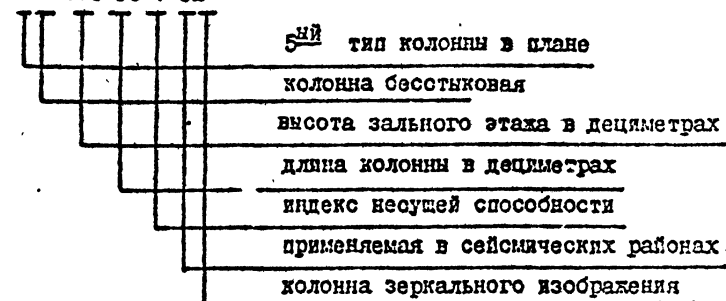 5ный тип колонны в плане
колонна бесстыковая
высота зального этажа в дециметрах
длина колонны в дециметрах
индекс несущей способности
применяемая в сейсмических районах
колонна зеркального изображения